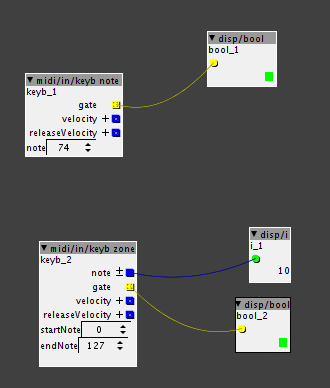 disp/bool
bool_1
midi/in/keyb note
keyb_1
gate
velocity +
releaseVelocity +
note 74
disp/i
i_1
10
midi/in/keyb zone
keyb_2
note ±
gate
velocity +
releaseVelocity +
startNote 0
endNote 127
disp/bool
bool_2